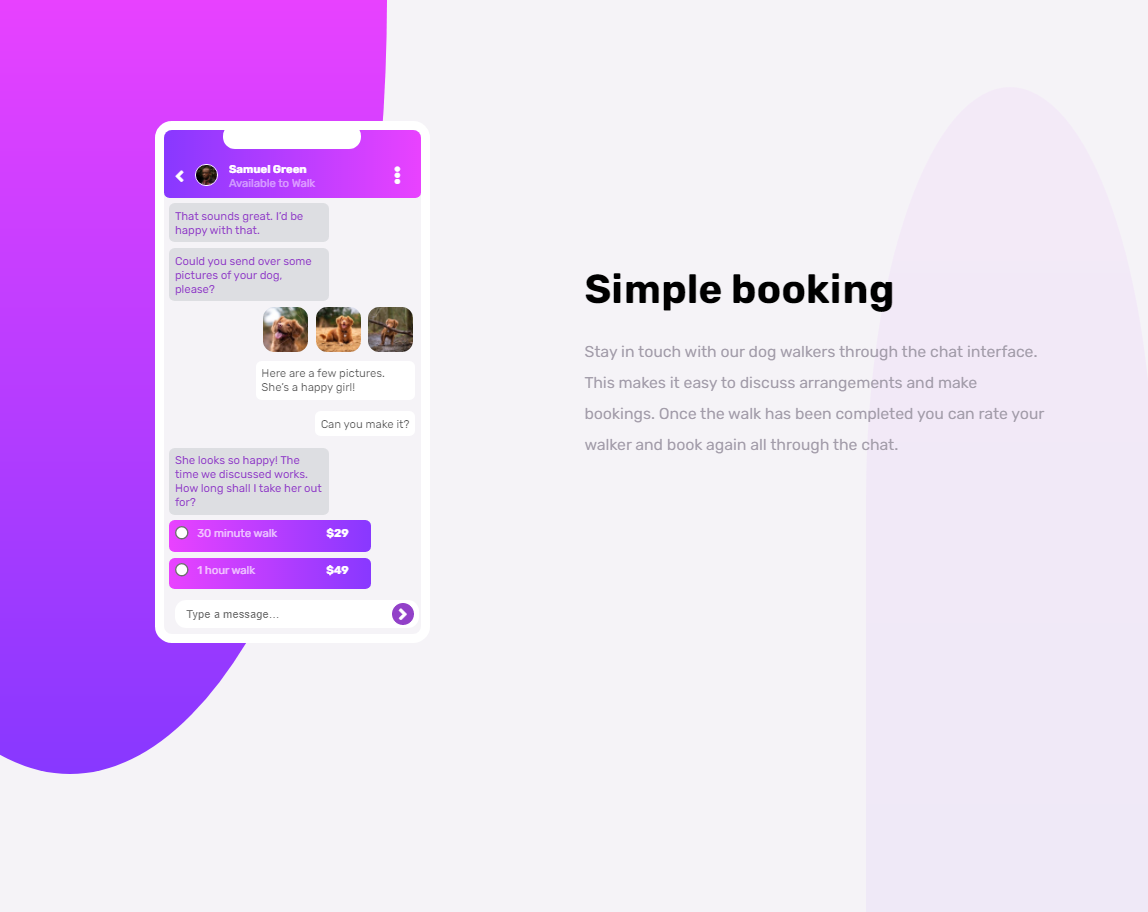 Samuel Green
Available to Walk
That sounds great. I'd be
happy with that.
Could you send over some
pictures of your dog,
please?
Here are a few pictures.
She's a happy girl!
Can you make it?
She looks so happy! The
time we discussed works.
How long shall I take her out
for?
30 minute walk $29
1 hour walk $49
Type a message...
Simple booking
Stay in touch with our dog walkers through the chat interface.
This makes it easy to discuss arrangements and make
bookings. Once the walk has been completed you can rate your
walker and book again all through the chat.